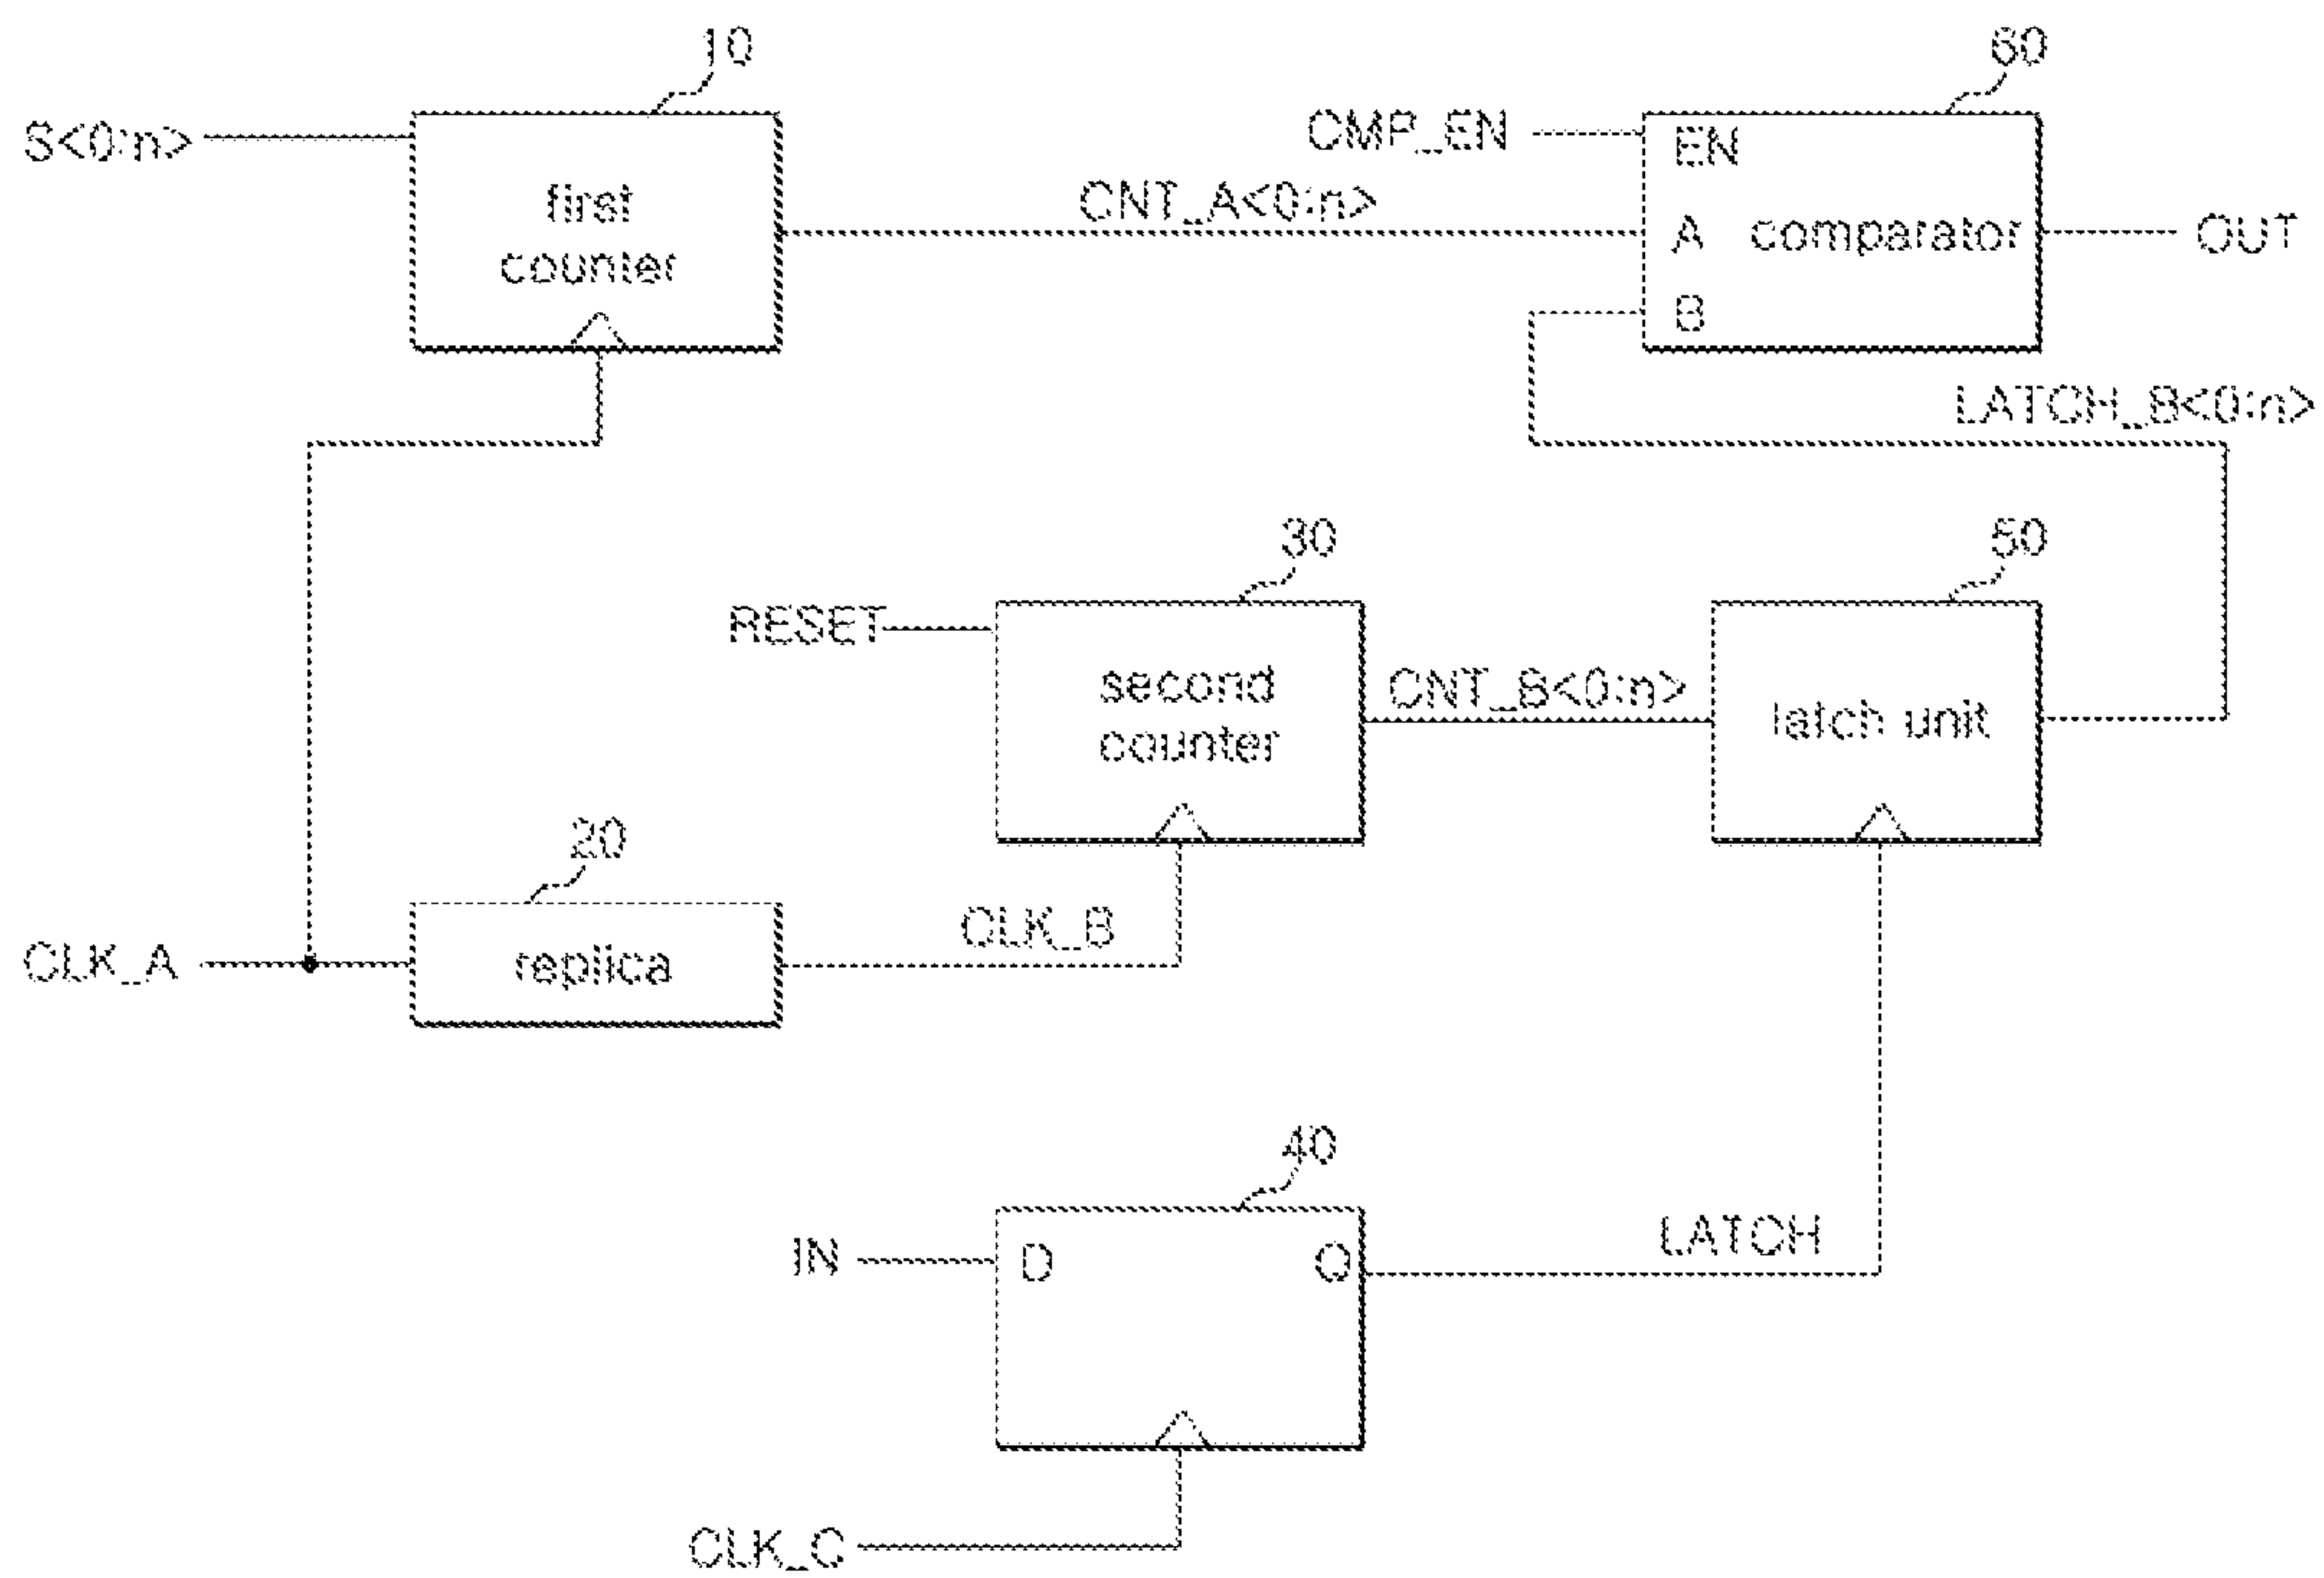 10
60
S<0:n>
CMP_EN
EN
first
counter
CNT_A<0:n>
A
comparator
OUT
B
LATCH_B<0:n>
30
50
RESET
second
counter
CNT_B<0:n>
latch unit
20
CLK_B
CLK_A
replica
40
IN
D
Q
LATCH
CLK_C